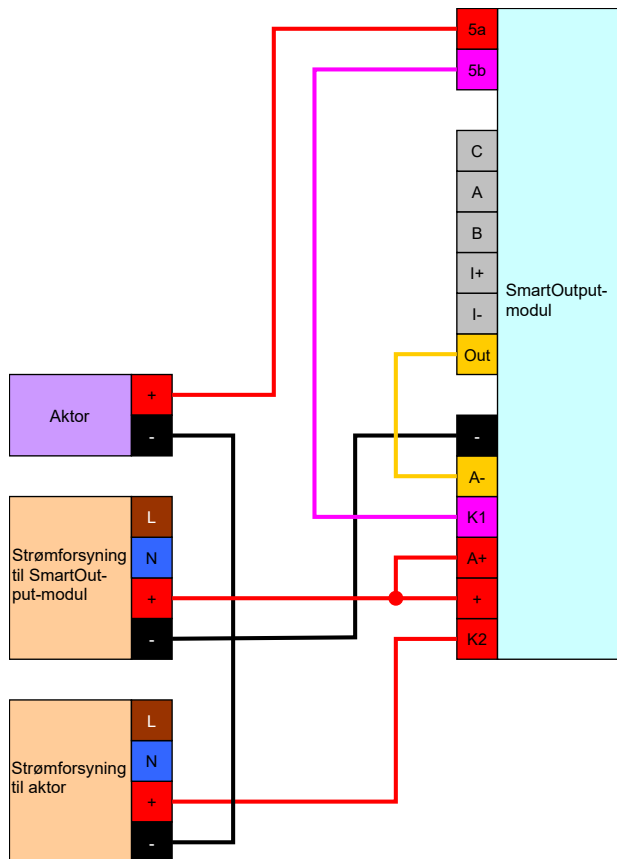 5a
5b
C
A
B
I+
I-
Out
-
A-
K1
A+
+
K2
SmartOutput-
modul
Aktor
+
-
Strømforsyning
til SmartOut-
put-modul
L
N
+
-
Strømforsyning
til aktor
L
N
+
-